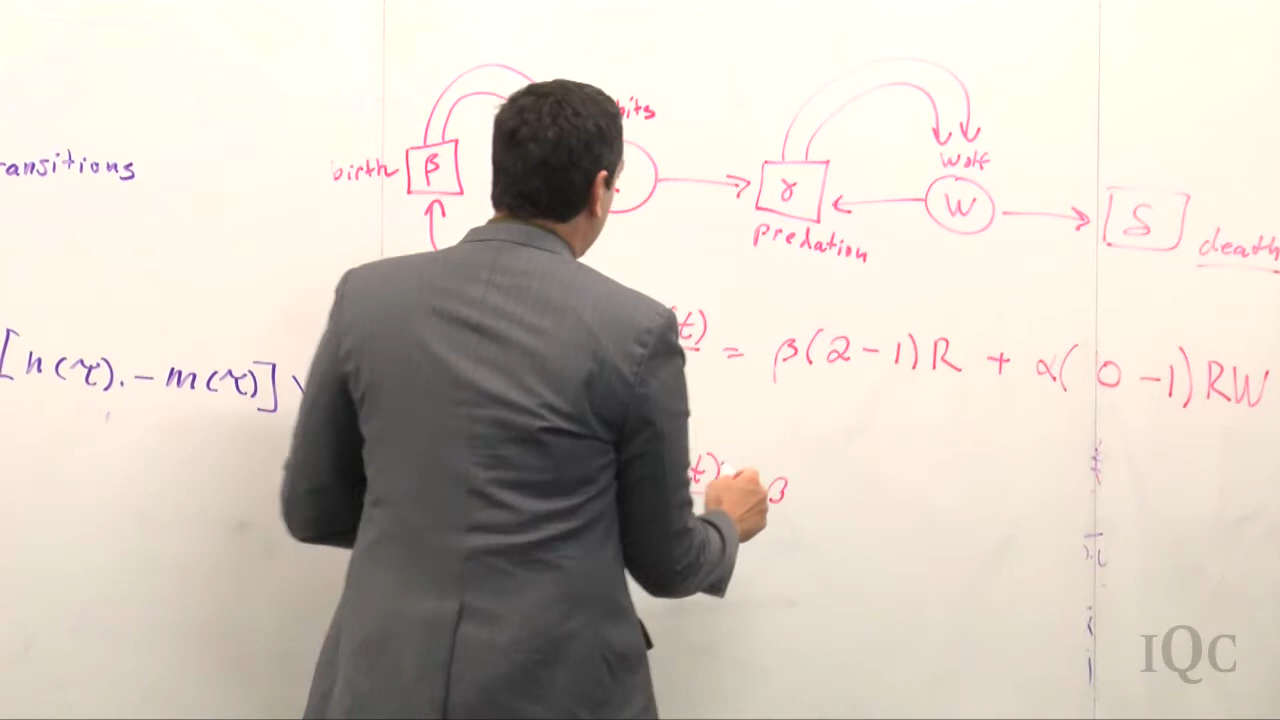 bits
wolf
ransitions
birth
β
γ
W
δ
predation
death
t) = β(2-1)R + α(0-1)RW
[n(τ).-m(τ)]
t)
β
IQC